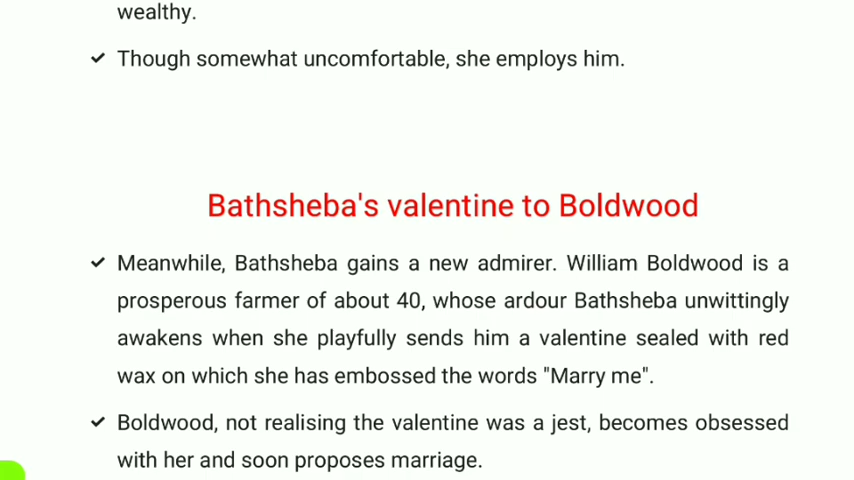 wealthy.
✓ Though somewhat uncomfortable, she employs him.
Bathsheba's valentine to Boldwood
✓ Meanwhile, Bathsheba gains a new admirer. William Boldwood is a
prosperous farmer of about 40, whose ardour Bathsheba unwittingly
awakens when she playfully sends him a valentine sealed with red
wax on which she has embossed the words "Marry me".
✓ Boldwood, not realising the valentine was a jest, becomes obsessed
with her and soon proposes marriage.